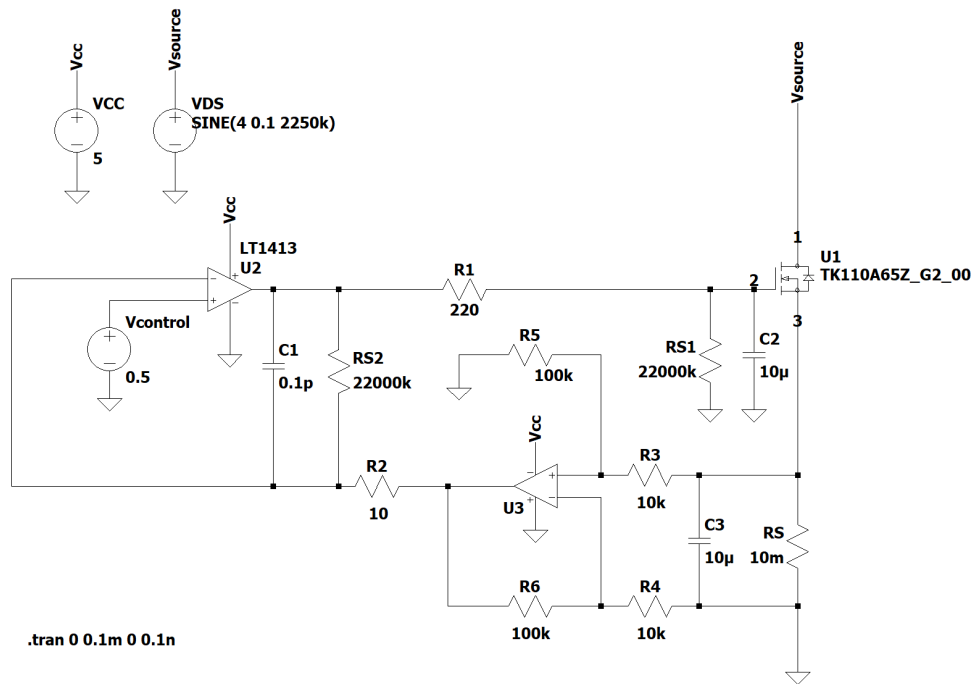 Vcc
Vsource
Vsource
VCC
5
VDS
SINE(4 0.1 2250k)
Vcc
LT1413
U2
1
U1
TK110A65Z_G2_00
2
3
R1
220
Vcontrol
0.5
C1
0.1p
RS2
22000k
R5
100k
RS1
22000k
C2
10µ
Vcc
U3
R2
10
R3
10k
C3
10µ
RS
10m
R6
100k
R4
10k
.tran 0 0.1m 0 0.1n